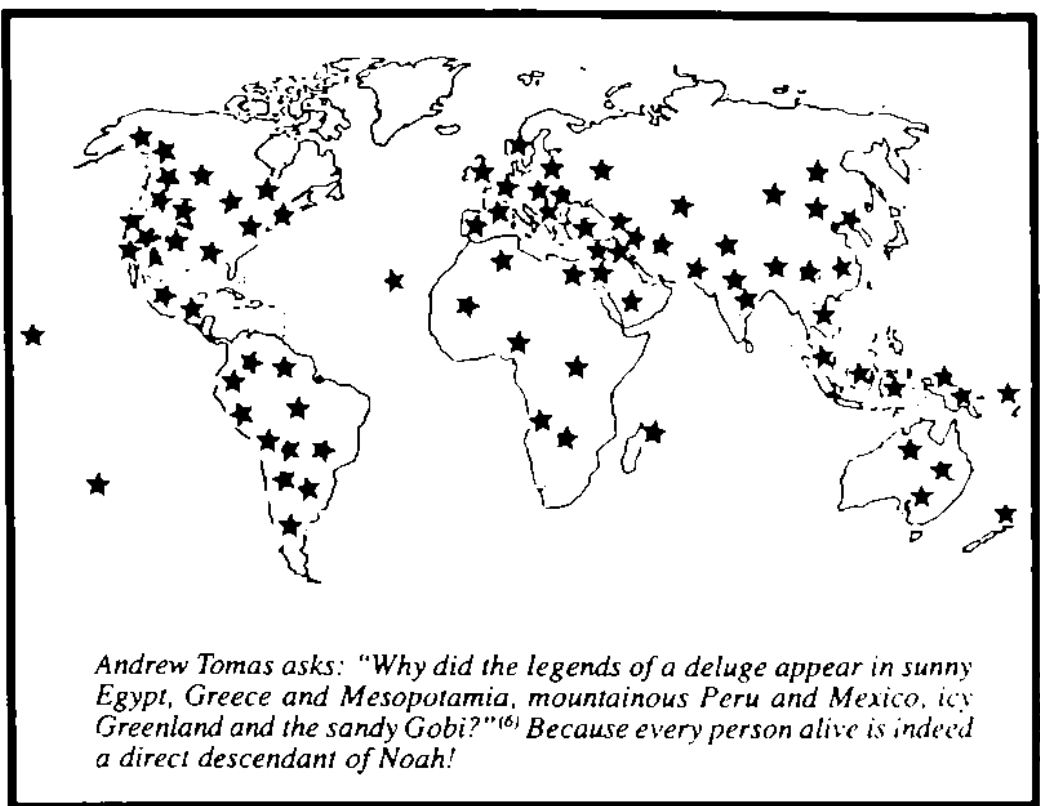 Andrew Tomas asks: "Why did the legends of a deluge appear in sunny
Egypt, Greece and Mesopotamia, mountainous Peru and Mexico, icy
Greenland and the sandy Gobi?"(6) Because every person alive is indeed
a direct descendant of Noah!